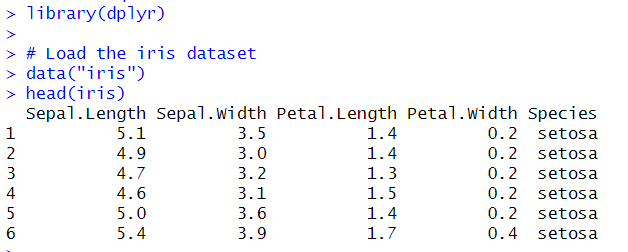 > library(dplyr)
>
> # Load the iris dataset
> data("iris")
> head(iris)
  Sepal.Length Sepal.Width Petal.Length Petal.Width Species
1          5.1         3.5          1.4         0.2  setosa
2          4.9         3.0          1.4         0.2  setosa
3          4.7         3.2          1.3         0.2  setosa
4          4.6         3.1          1.5         0.2  setosa
5          5.0         3.6          1.4         0.2  setosa
6          5.4         3.9          1.7         0.4  setosa